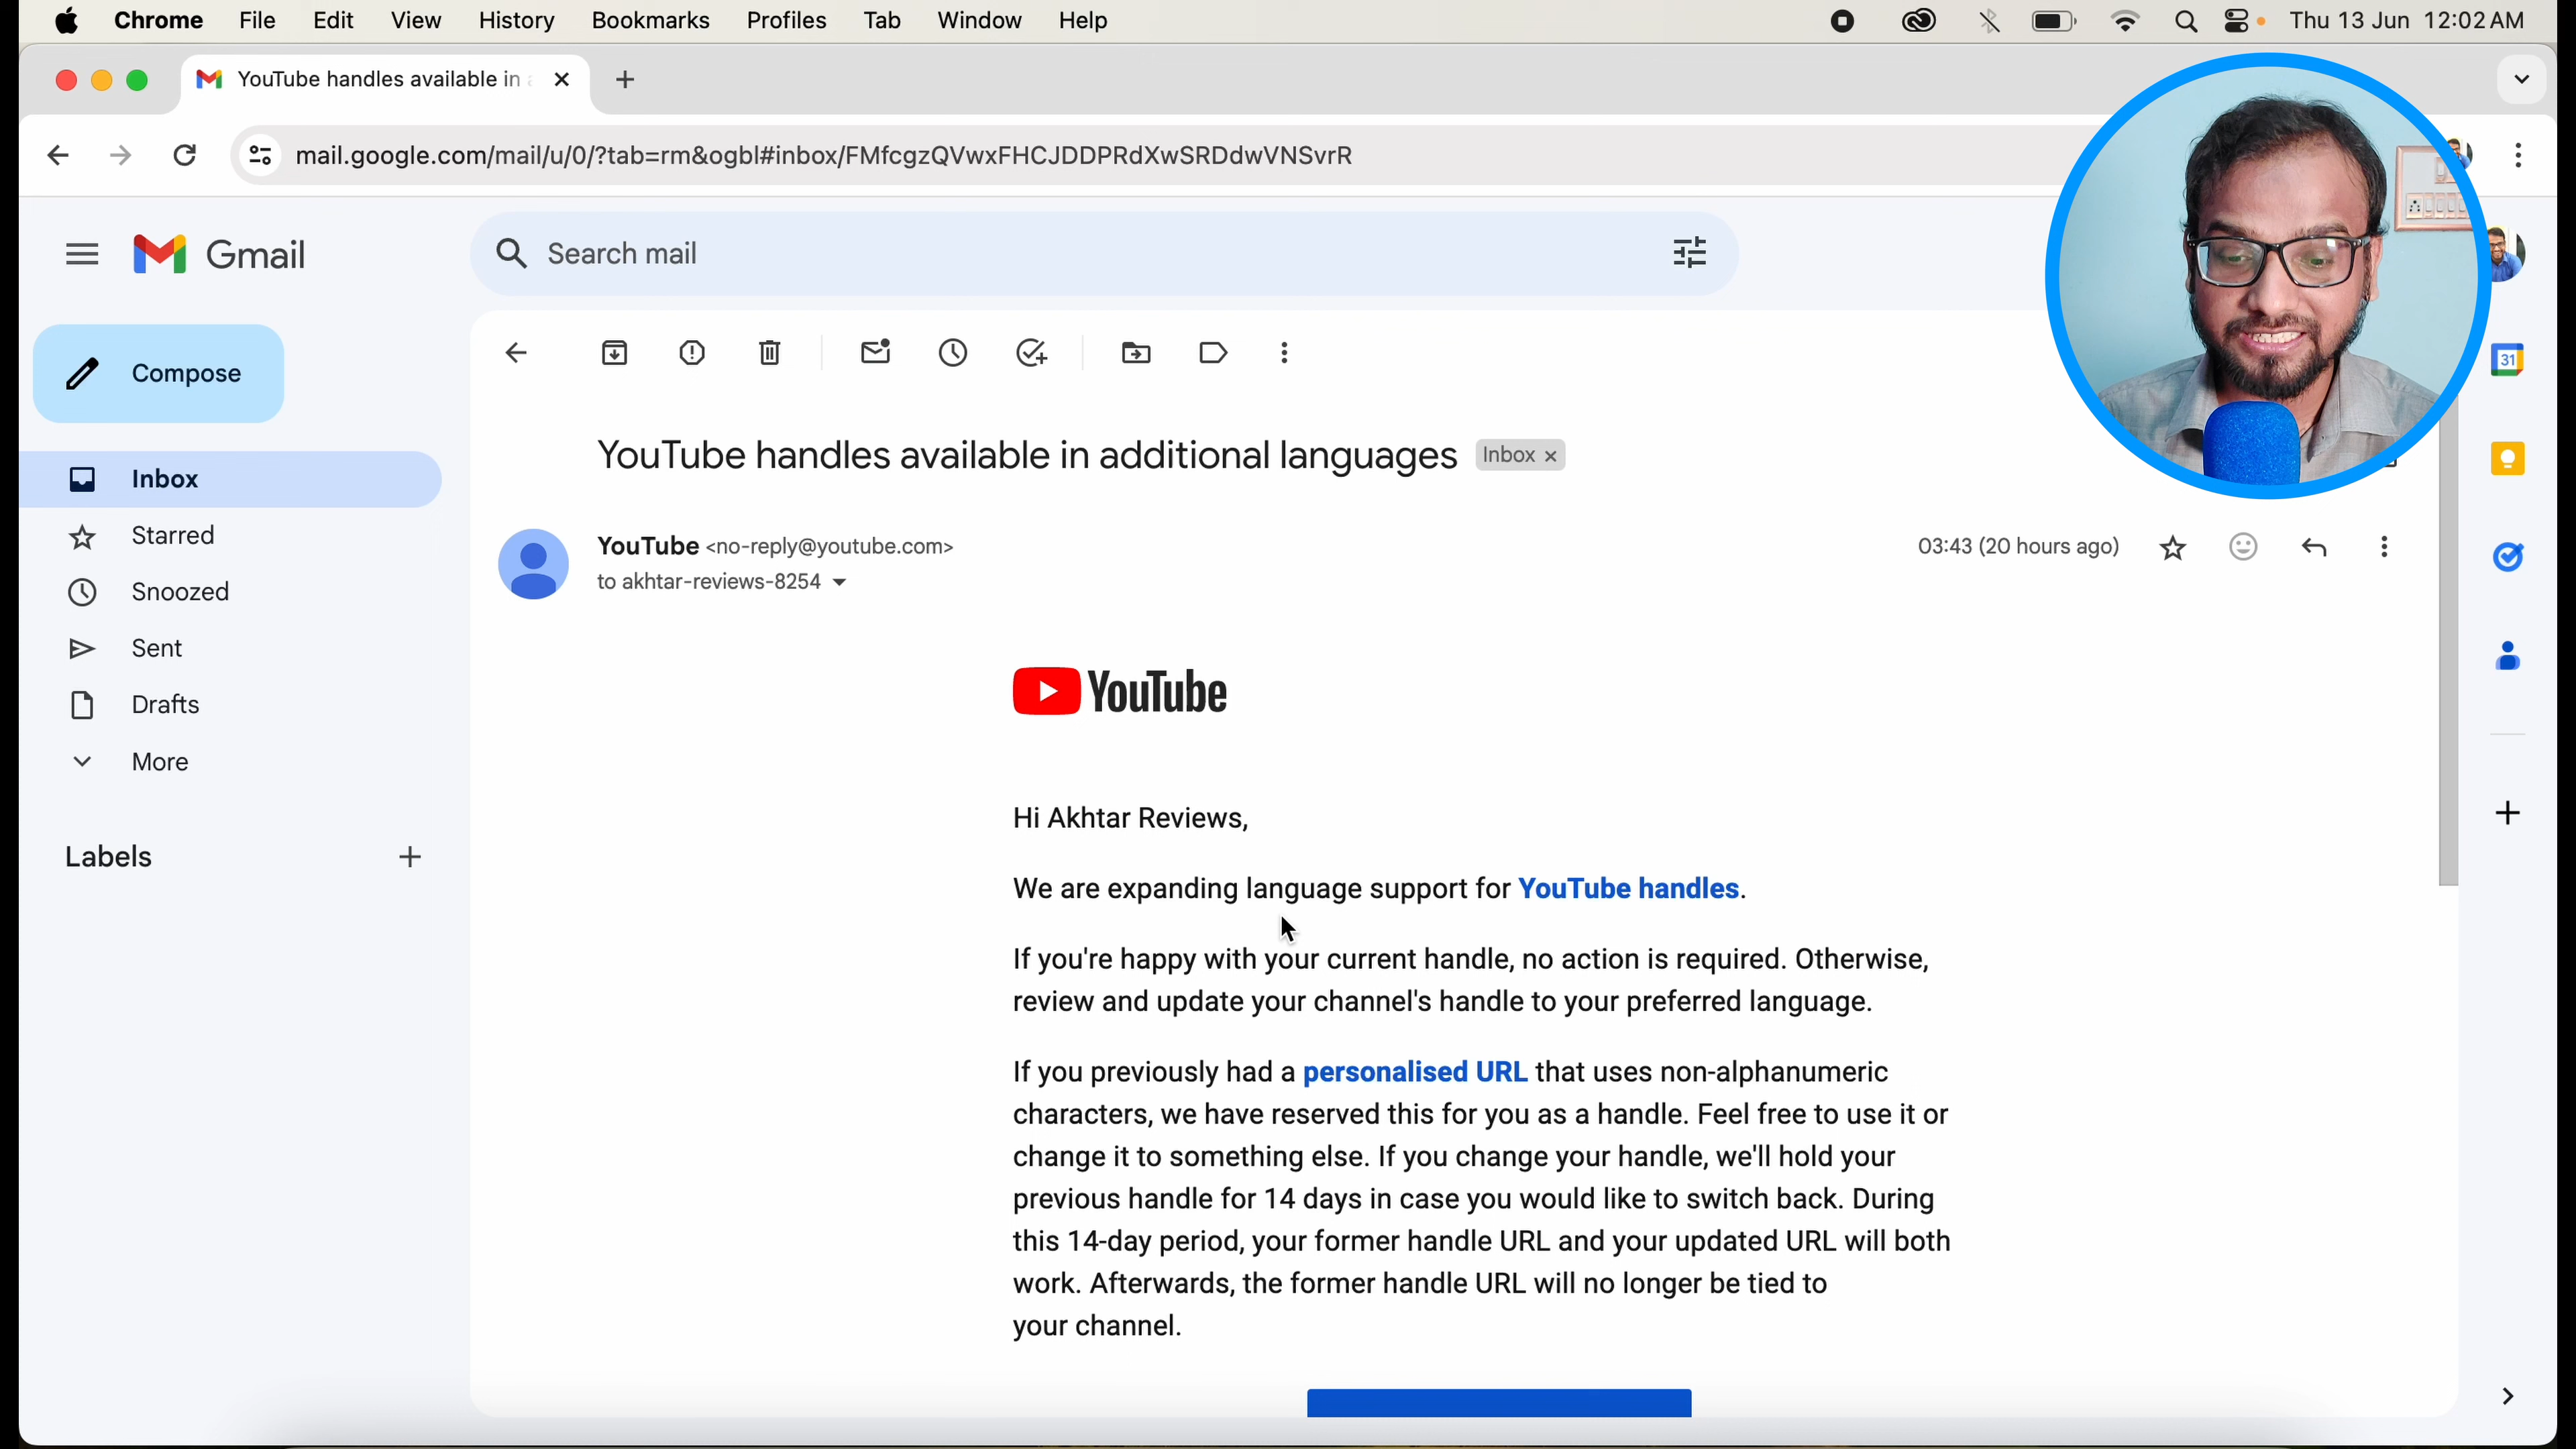 Chrome File Edit View History Bookmarks Profiles Tab Window Help Thu 13 Jun 12:02 AM
YouTube handles available in
mail.google.com/mail/u/0/?tab=rm&ogbl#inbox/FMfcgzQVwxFHCJDDPRdXwSRDdwVNSvrR
Gmail
Search mail
Compose
Inbox
Starred
Snoozed
Sent
Drafts
More
Labels
YouTube handles available in additional languages Inbox x
YouTube <no-reply@youtube.com>
03:43 (20 hours ago)
to akhtar-reviews-8254
31
YouTube
Hi Akhtar Reviews,
We are expanding language support for YouTube handles.
If you're happy with your current handle, no action is required. Otherwise,
review and update your channel's handle to your preferred language.
If you previously had a personalised URL that uses non-alphanumeric
characters, we have reserved this for you as a handle. Feel free to use it or
change it to something else. If you change your handle, we'll hold your
previous handle for 14 days in case you would like to switch back. During
this 14-day period, your former handle URL and your updated URL will both
work. Afterwards, the former handle URL will no longer be tied to
your channel.